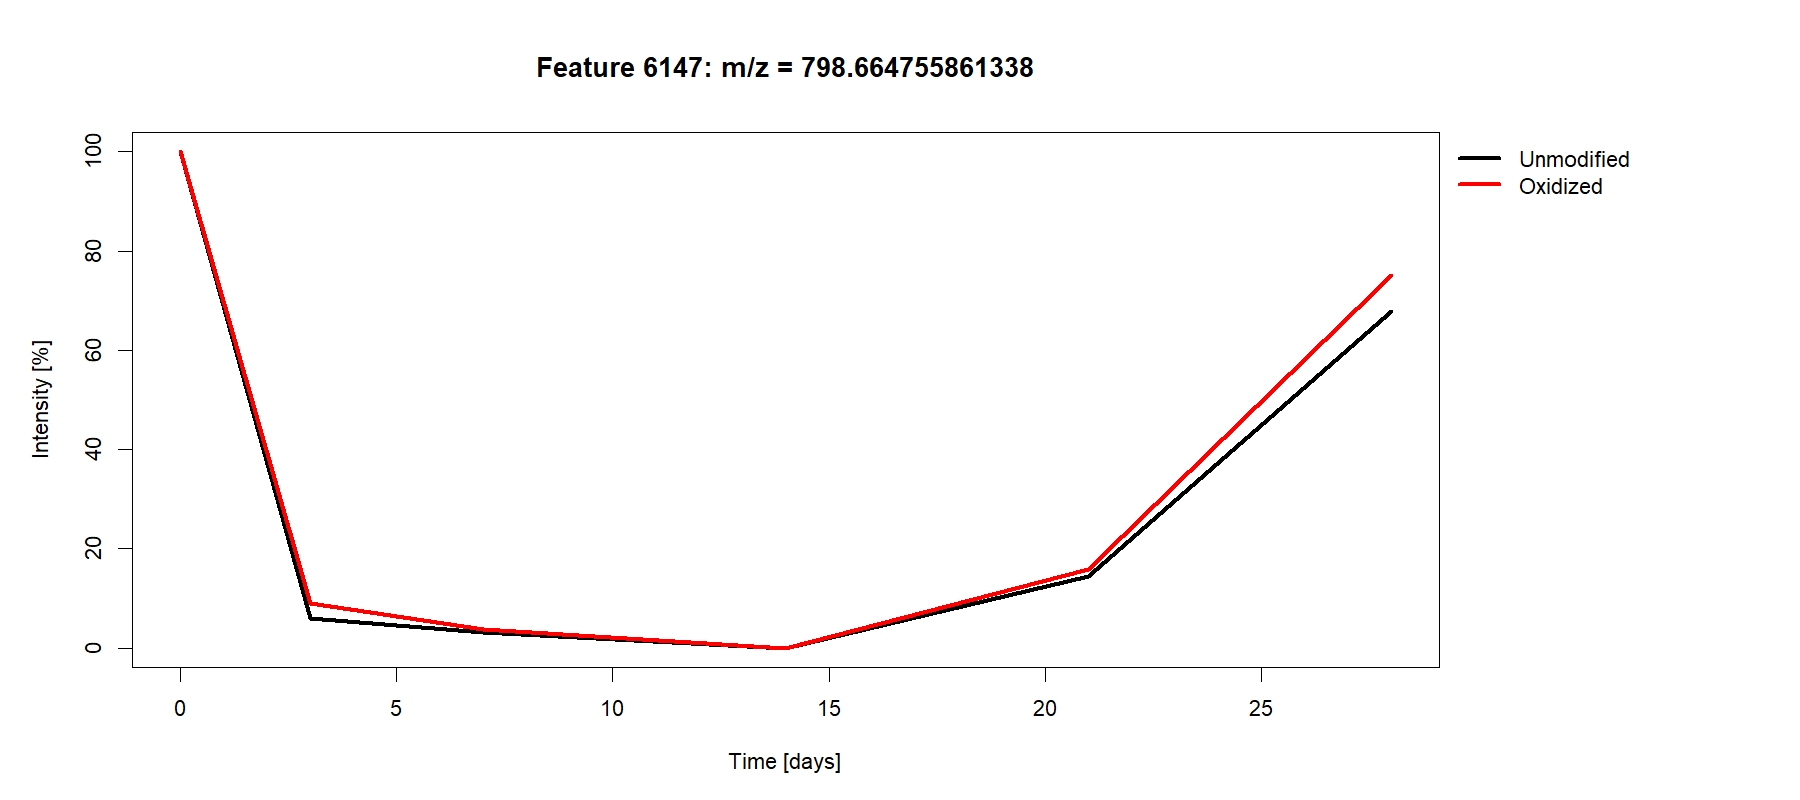 Feature 6147: m/z = 798.664755861338
Unmodified
Oxidized
Intensity [%]
100
80
60
40
20
0
0 5 10 15 20 25
Time [days]